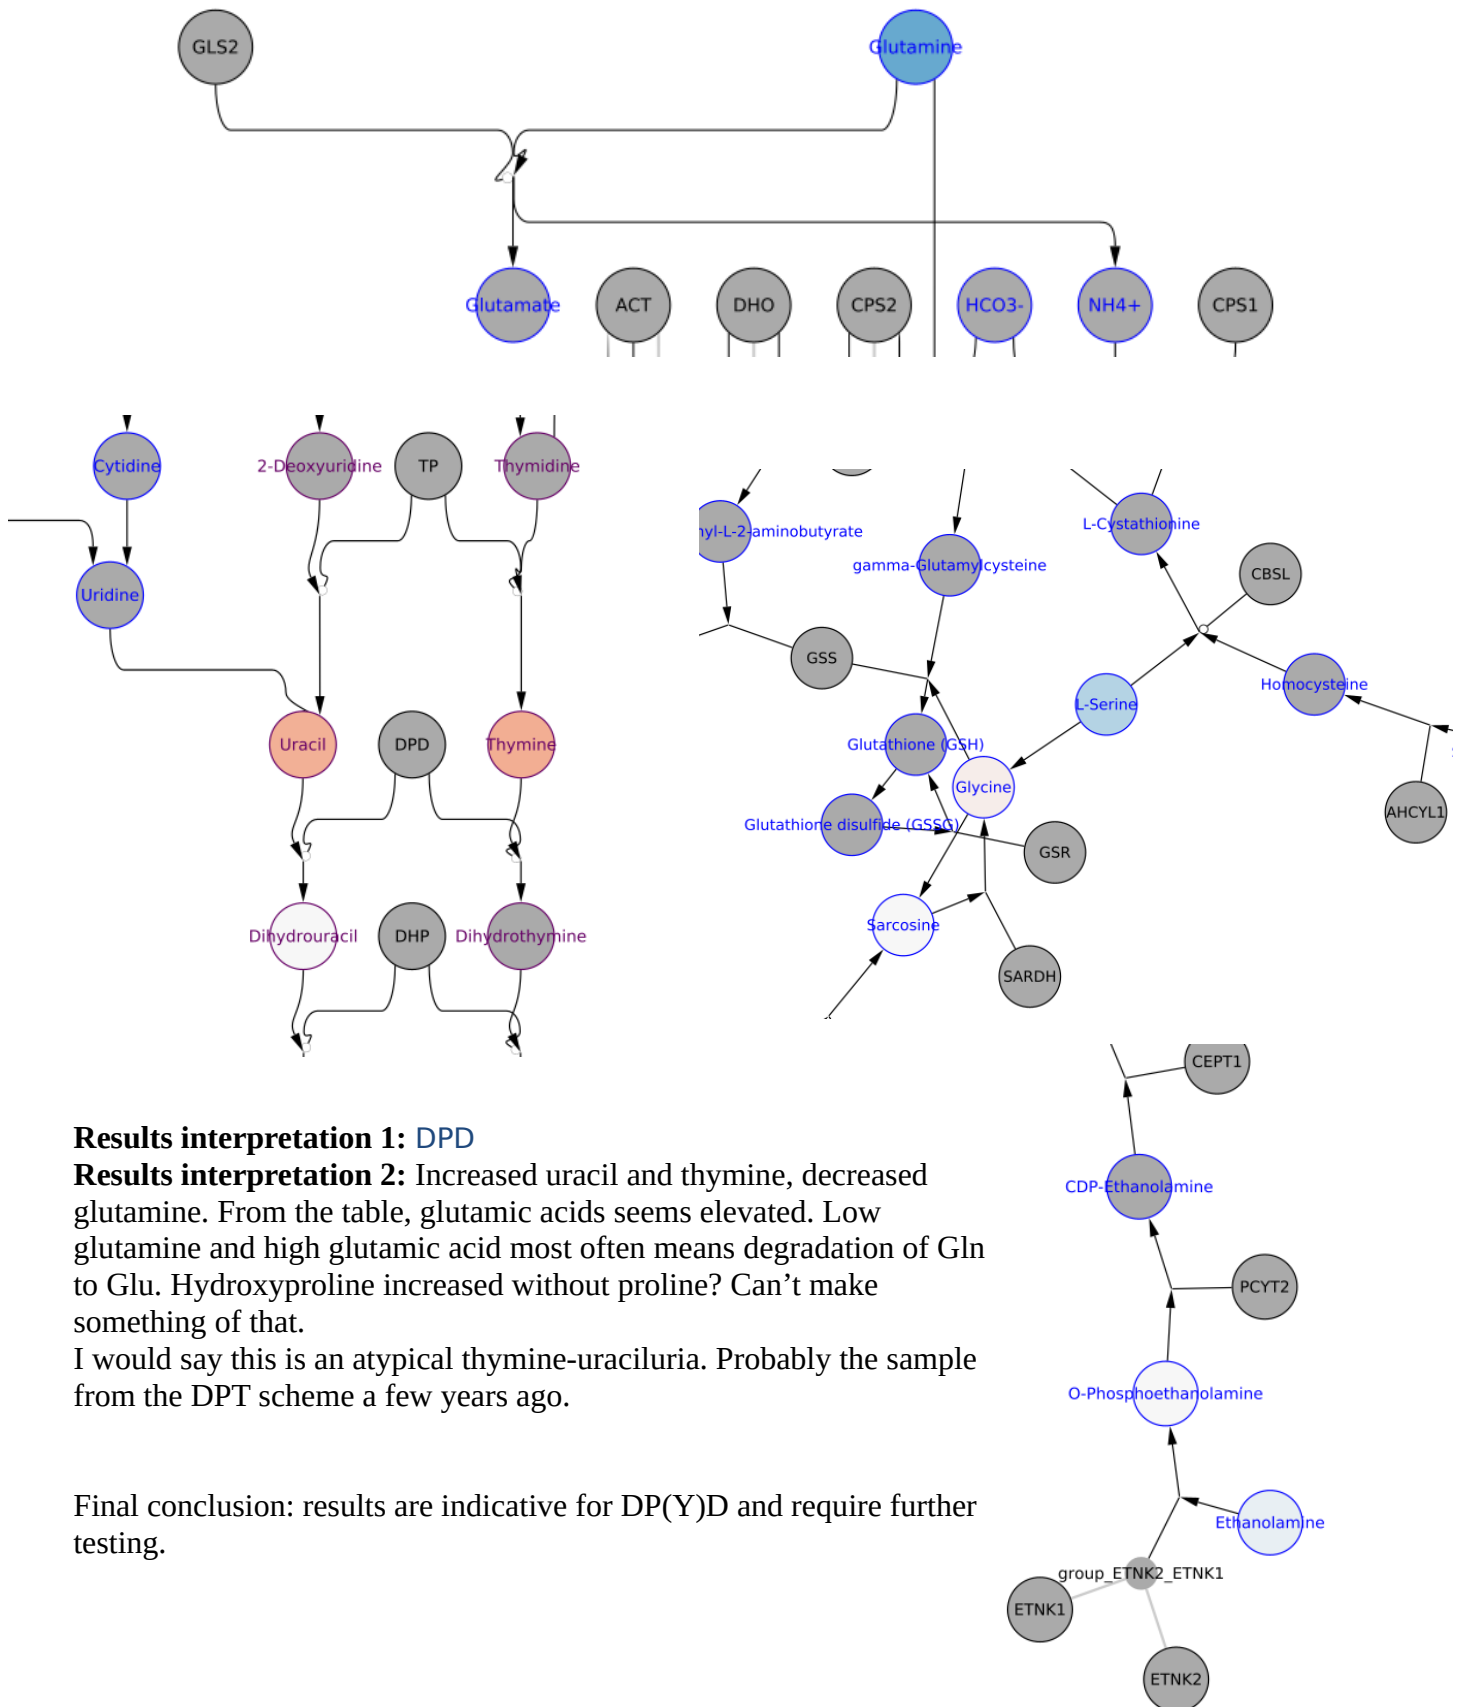 GLS2
Glutamine
Glutamate
ACT
DHO
CPS2
HCO3-
NH4+
CPS1
Cytidine
2-Deoxyuridine
TP
Thymidine
Uridine
Uracil
DPD
Thymine
Dihydrouracil
DHP
Dihydrothymine
nyl-L-2-aminobutyrate
gamma-Glutamylcysteine
L-Cystathionine
CBSL
GSS
Homocysteine
L-Serine
Glutathione (GSH)
Glycine
Glutathione disulfide (GSSG)
GSR
AHCYL1
Sarcosine
SARDH
CEPT1
CDP-Ethanolamine
PCYT2
O-Phosphoethanolamine
Ethanolamine
group_ETNK2_ETNK1
ETNK1
ETNK2
Results interpretation 1: DPD
Results interpretation 2: Increased uracil and thymine, decreased
glutamine. From the table, glutamic acids seems elevated. Low
glutamine and high glutamic acid most often means degradation of Gln
to Glu. Hydroxyproline increased without proline? Can’t make
something of that.
I would say this is an atypical thymine-uraciluria. Probably the sample
from the DPT scheme a few years ago.
Final conclusion: results are indicative for DP(Y)D and require further
testing.